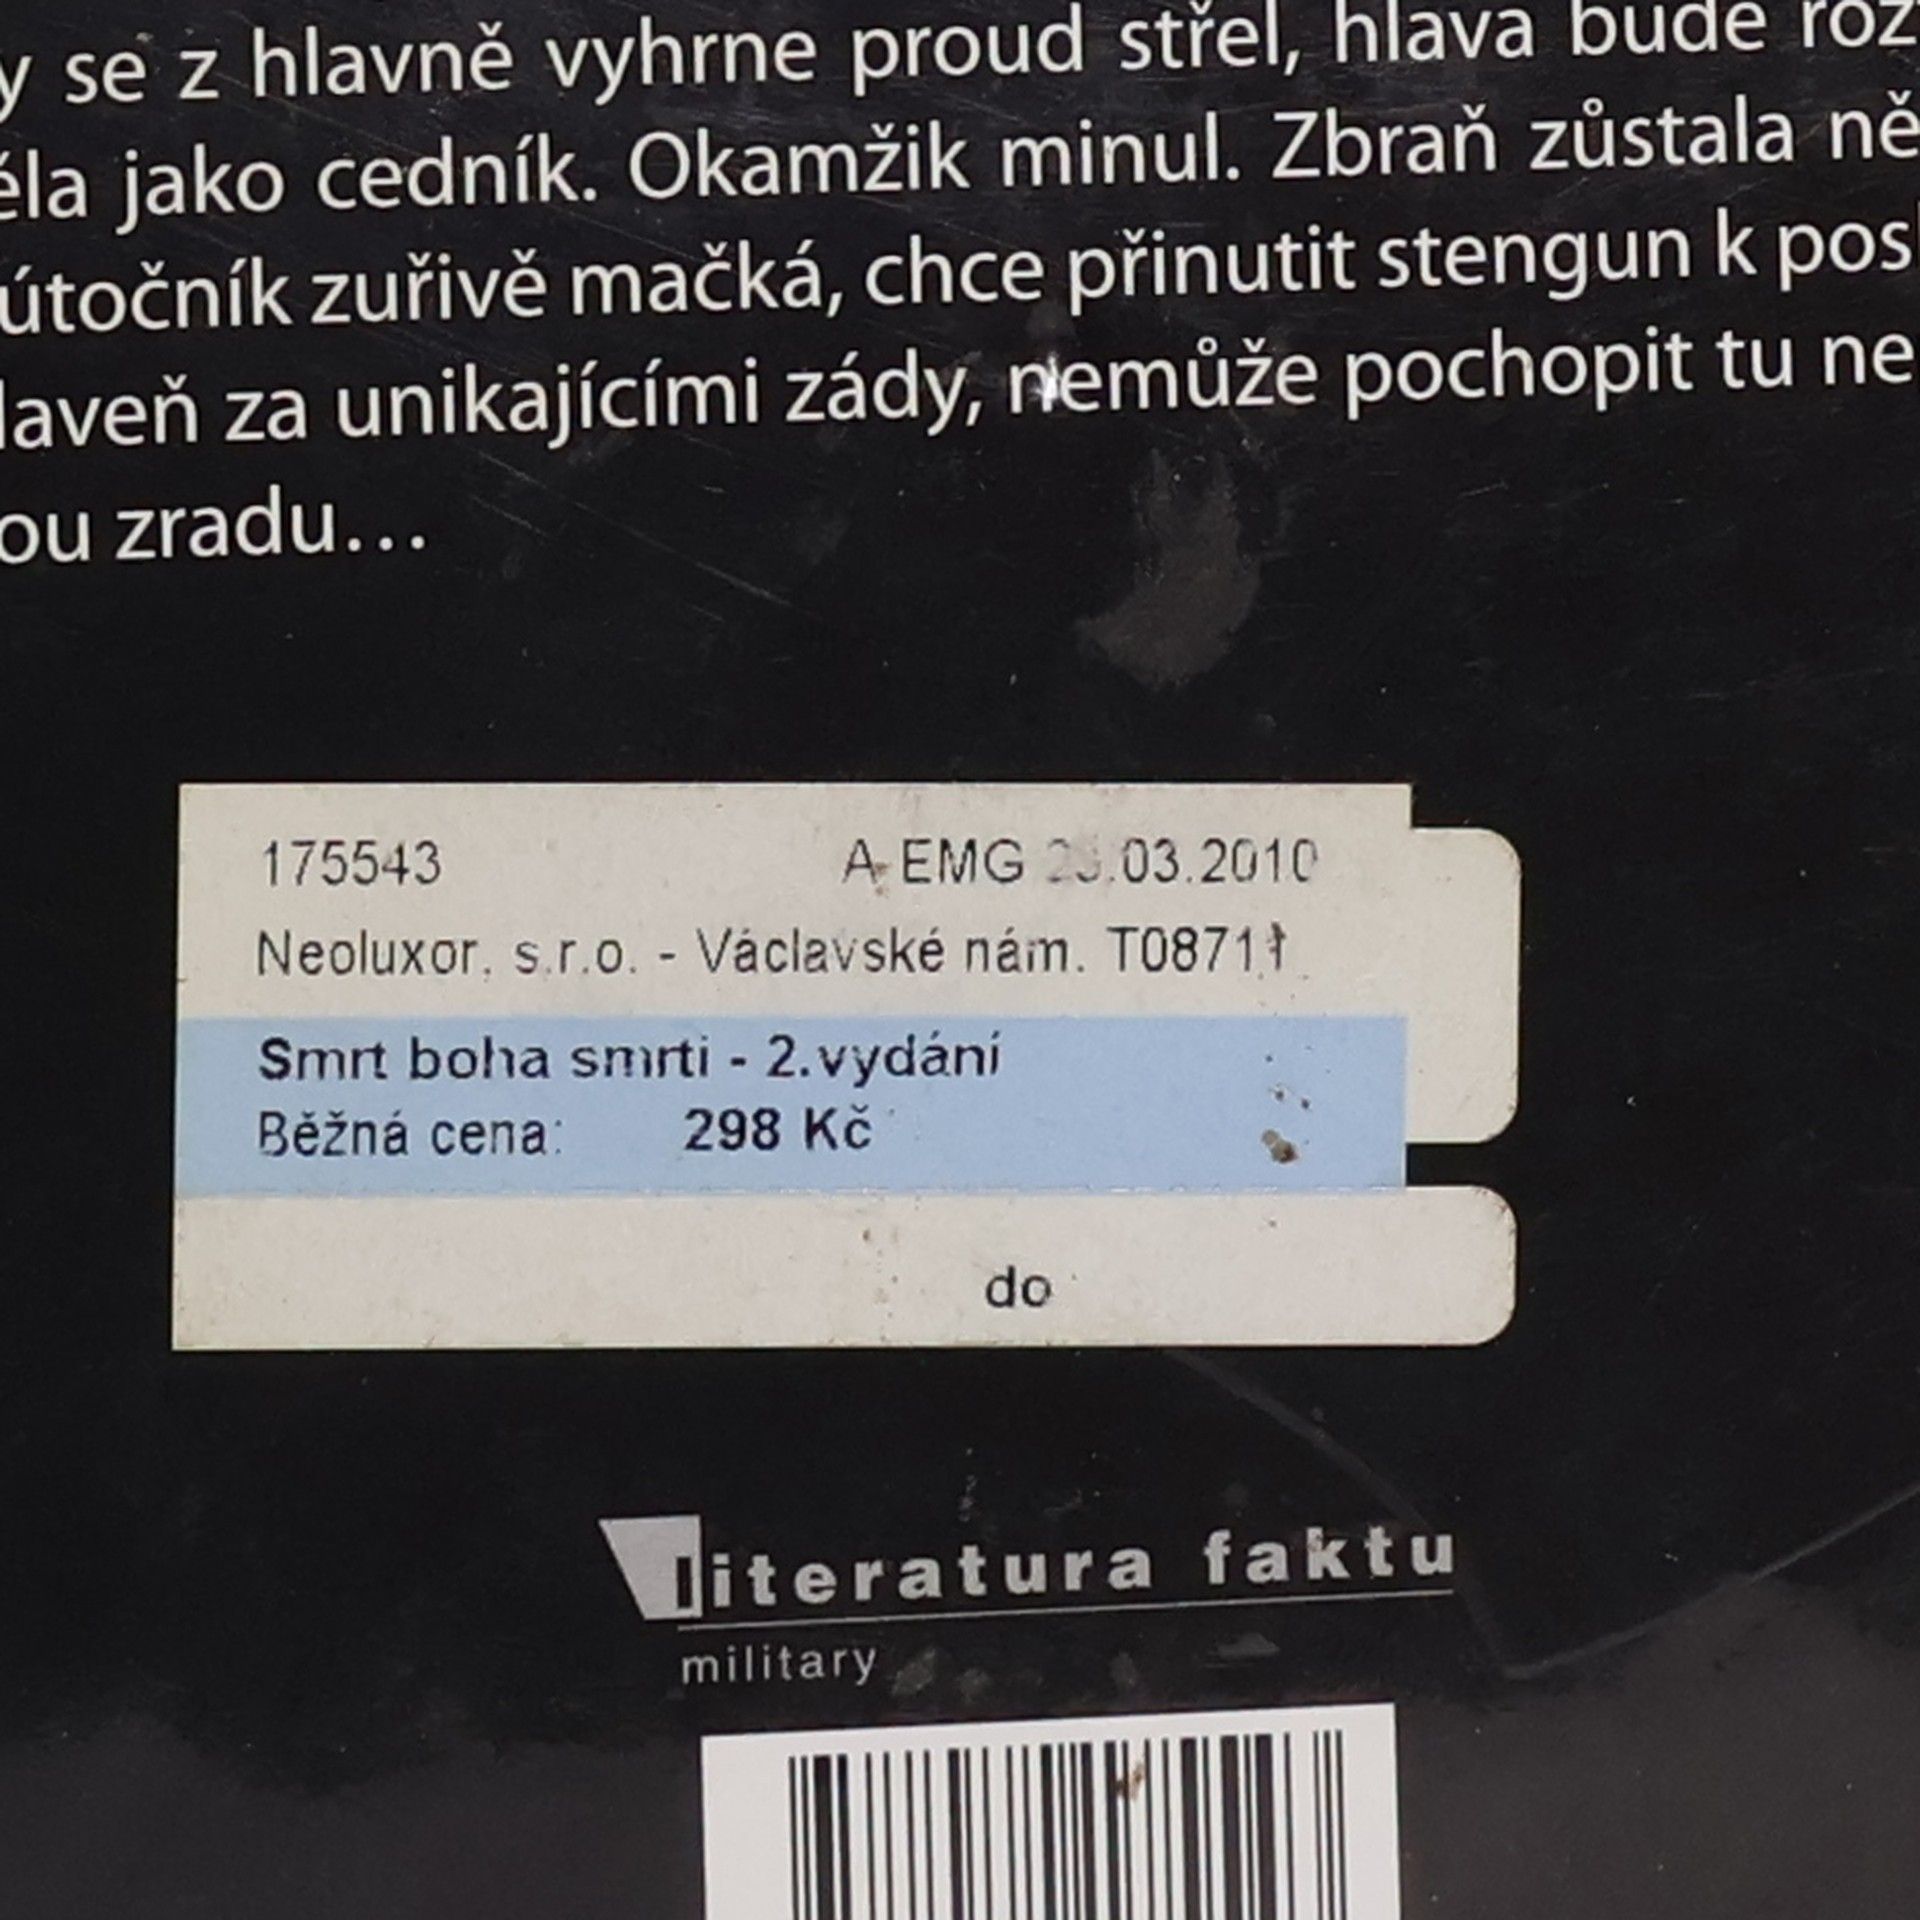 y se z hlavně vyhrne proud střel, hlava bude roz
ěla jako cedník. Okamžik minul. Zbraň zůstala ně
útočník zuřivě mačká, chce přinutit stengun k pos
laveň za unikajícími zády, nemůže pochopit tu ne
ou zradu...
175543 A-EMG .03.2010
Neoluxor, s.r.o. - Václavské nám. T08711
Smrt boha smrti - 2.vydání
Běžná cena: 298 Kč
do
literatura faktu
military